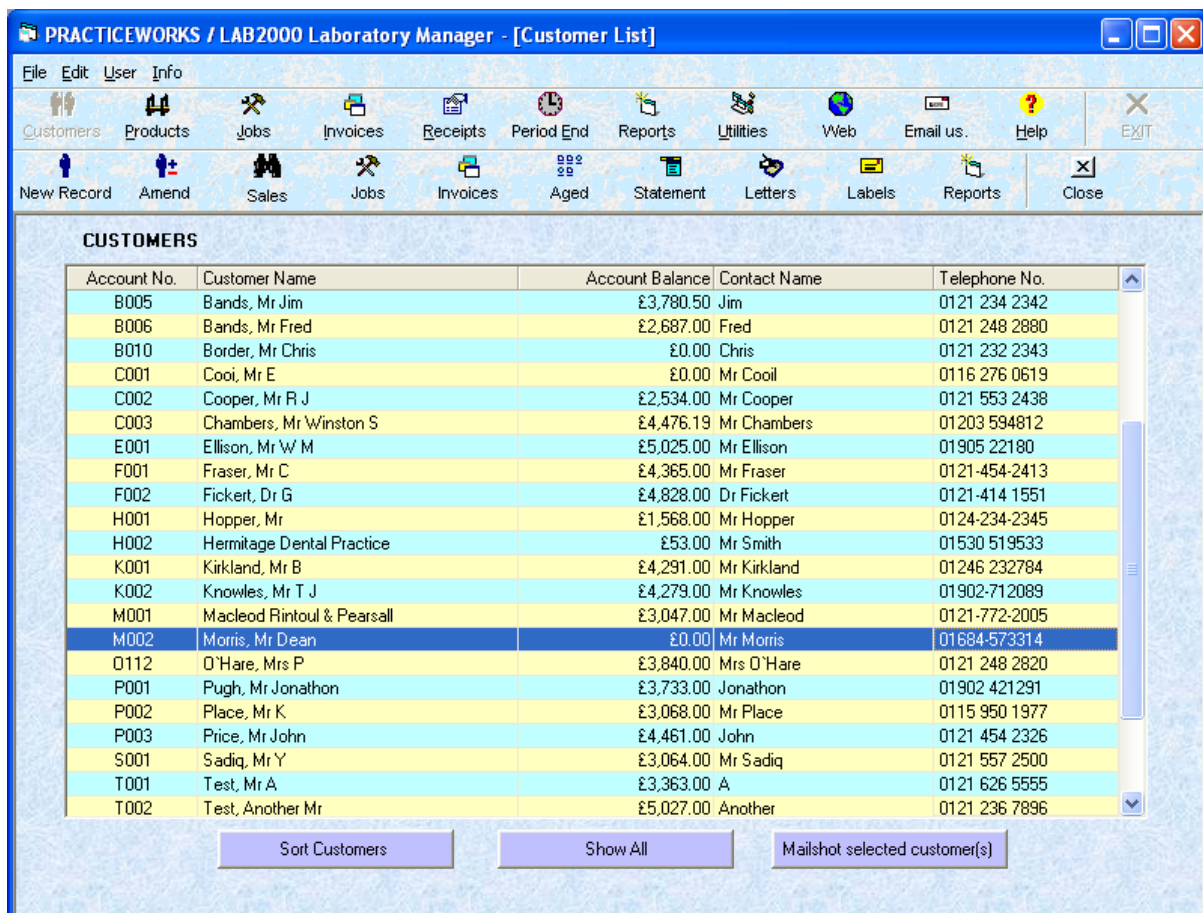 PRACTICEWORKS / LAB2000 Laboratory Manager - [Customer List]
File Edit User Info
Customers Products Jobs Invoices Receipts Period End Reports Utilities Web Email us. Help EXIT
New Record Amend Sales Jobs Invoices Aged Statement Letters Labels Reports Close
CUSTOMERS
Account No. Customer Name Account Balance Contact Name Telephone No.
B005 Bands, Mr Jim £3,780.50 Jim 0121 234 2342
B006 Bands, Mr Fred £2,687.00 Fred 0121 248 2880
B010 Border, Mr Chris £0.00 Chris 0121 232 2343
C001 Cooi, Mr E £0.00 Mr Cooil 0116 276 0619
C002 Cooper, Mr R J £2,534.00 Mr Cooper 0121 553 2438
C003 Chambers, Mr Winston S £4,476.19 Mr Chambers 01203 594812
E001 Ellison, Mr W M £5,025.00 Mr Ellison 01905 22180
F001 Fraser, Mr C £4,365.00 Mr Fraser 0121-454-2413
F002 Fickert, Dr G £4,828.00 Dr Fickert 0121-414 1551
H001 Hopper, Mr £1,568.00 Mr Hopper 0124-234-2345
H002 Hermitage Dental Practice £53.00 Mr Smith 01530 519533
K001 Kirkland, Mr B £4,291.00 Mr Kirkland 01246 232784
K002 Knowles, Mr T J £4,279.00 Mr Knowles 01902-712089
M001 Macleod Rintoul & Pearsall £3,047.00 Mr Macleod 0121-772-2005
M002 Morris, Mr Dean £0.00 Mr Morris 01684-573314
O112 O`Hare, Mrs P £3,840.00 Mrs O`Hare 0121 248 2820
P001 Pugh, Mr Jonathon £3,733.00 Jonathon 01902 421291
P002 Place, Mr K £3,068.00 Mr Place 0115 950 1977
P003 Price, Mr John £4,461.00 John 0121 454 2326
S001 Sadiq, Mr Y £3,064.00 Mr Sadiq 0121 557 2500
T001 Test, Mr A £3,363.00 A 0121 626 5555
T002 Test, Another Mr £5,027.00 Another 0121 236 7896
Sort Customers Show All Mailshot selected customer(s)